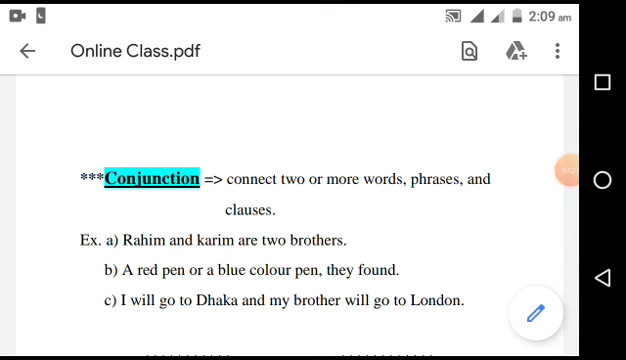 2:09 am
Online Class.pdf
***Conjunction => connect two or more words, phrases, and
clauses.
Ex. a) Rahim and karim are two brothers.
b) A red pen or a blue colour pen, they found.
c) I will go to Dhaka and my brother will go to London.